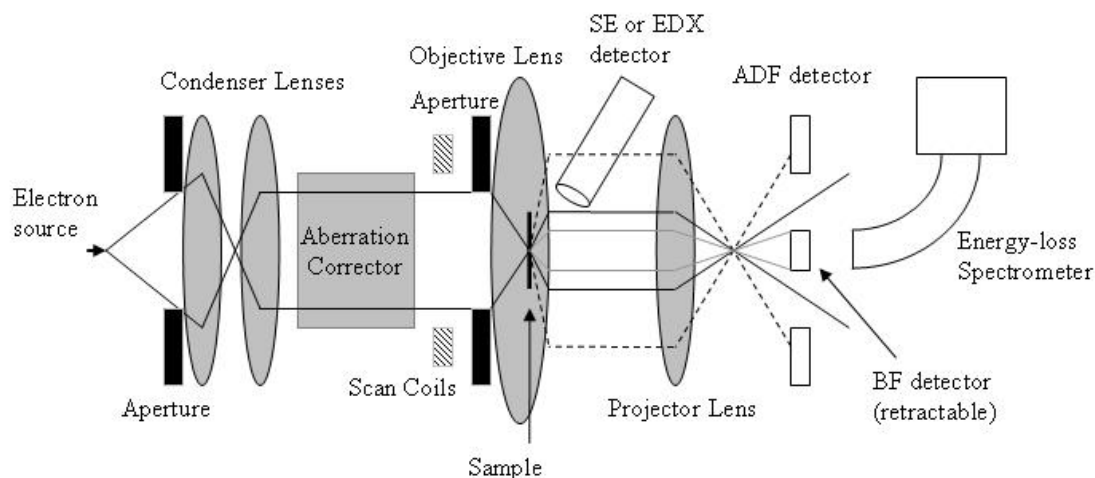 SE or EDX
detector
Objective Lens
ADF detector
Condenser Lenses
Aperture
Electron
source
Aberration
Corrector
Energy-loss
Spectrometer
Scan Coils
BF detector
(retractable)
Aperture
Projector Lens
Sample